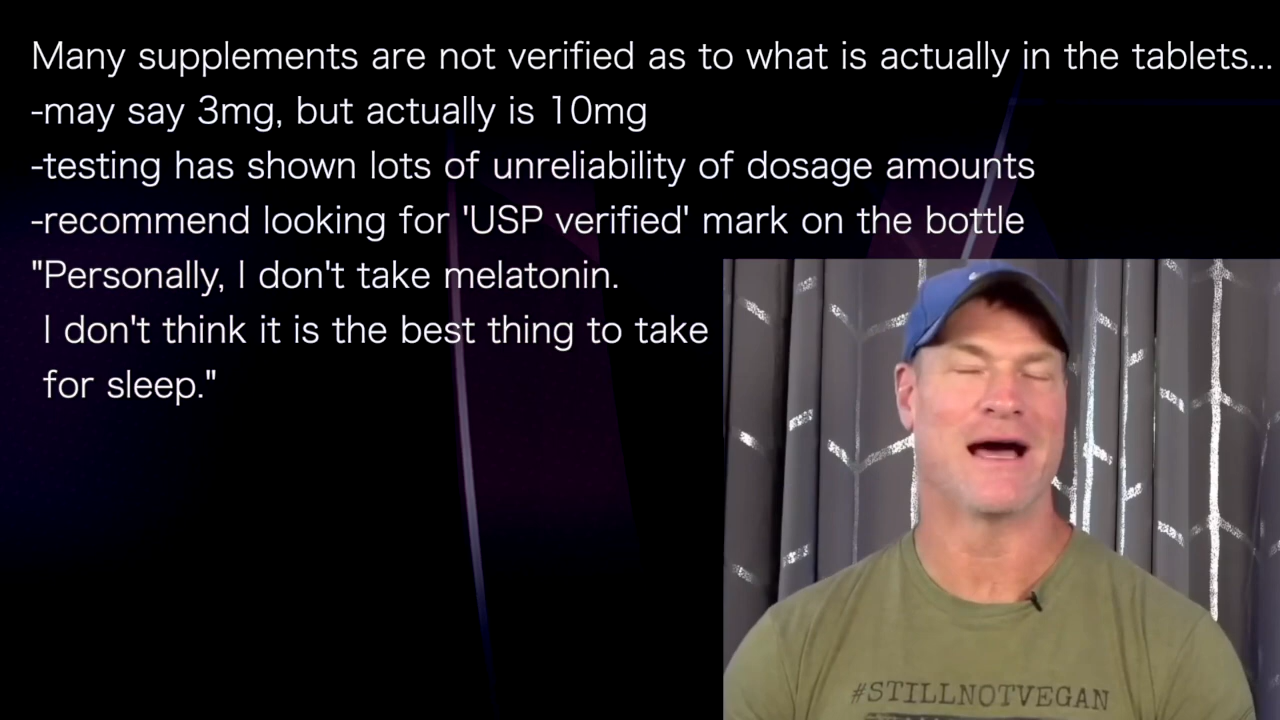 Many supplements are not verified as to what is actually in the tablets...
-may say 3mg, but actually is 10mg
-testing has shown lots of unreliability of dosage amounts
-recommend looking for 'USP verified' mark on the bottle
"Personally, I don't take melatonin.
I don't think it is the best thing to take
for sleep."
#STILLNOTVEGAN